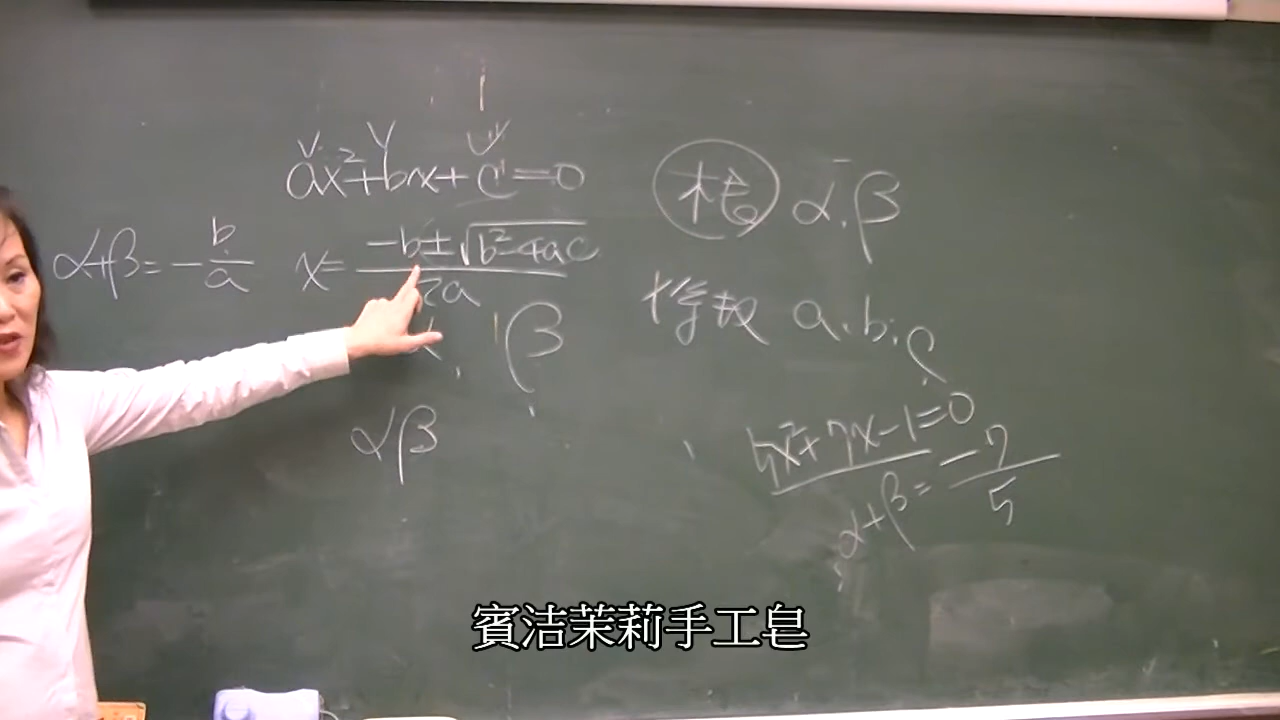 ax²+bx+c=0
α+β=-b/a
x=(-b±√(b²-4ac))/2a
α β
αβ
根 α.β
係數 a.b.c
5x²+7x-1=0
α+β=-7/5
賓洁茉莉手工皂